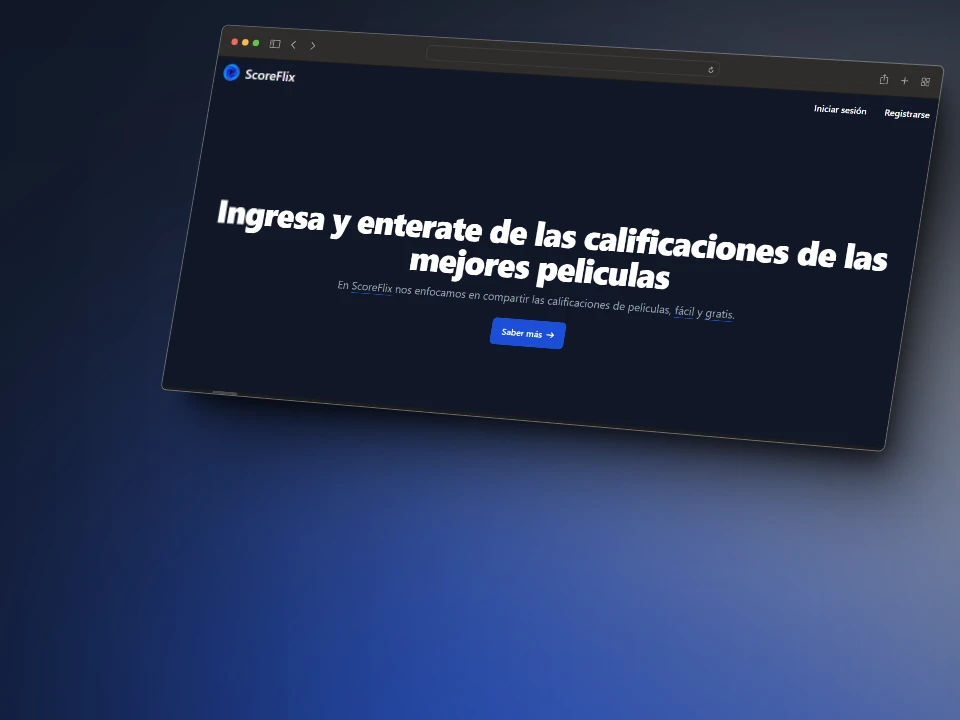 ScoreFlix
Iniciar sesión
Registrarse
Ingresa y enterate de las calificaciones de las
mejores peliculas
En ScoreFlix nos enfocamos en compartir las calificaciones de peliculas, fácil y gratis.
Saber más →